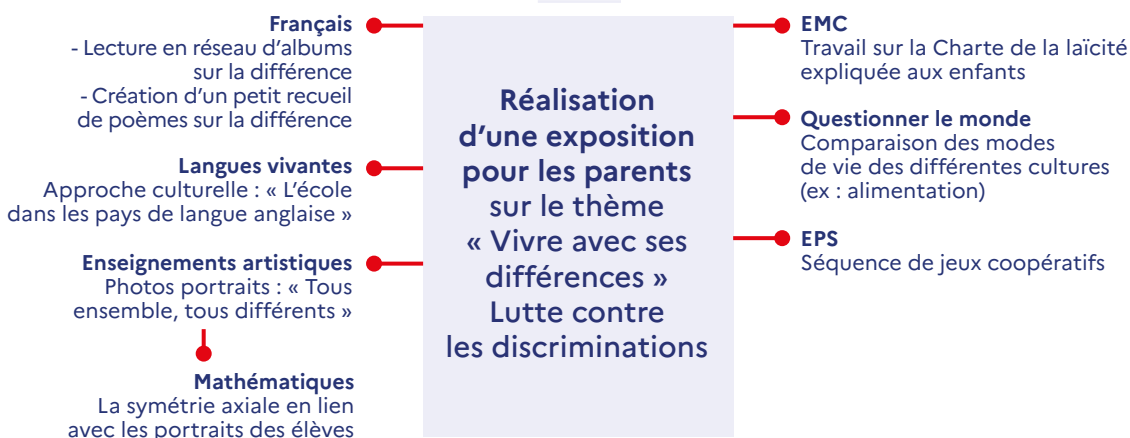 Français
- Lecture en réseau d'albums
sur la différence
- Création d'un petit recueil
de poèmes sur la différence
Langues vivantes
Approche culturelle : « L'école
dans les pays de langue anglaise »
Enseignements artistiques
Photos portraits : « Tous
ensemble, tous différents »
Mathématiques
La symétrie axiale en lien
avec les portraits des élèves
Réalisation
d'une exposition
pour les parents
sur le thème
« Vivre avec ses
différences »
Lutte contre
les discriminations
EMC
Travail sur la Charte de la laïcité
expliquée aux enfants
Questionner le monde
Comparaison des modes
de vie des différentes cultures
(ex : alimentation)
EPS
Séquence de jeux coopératifs